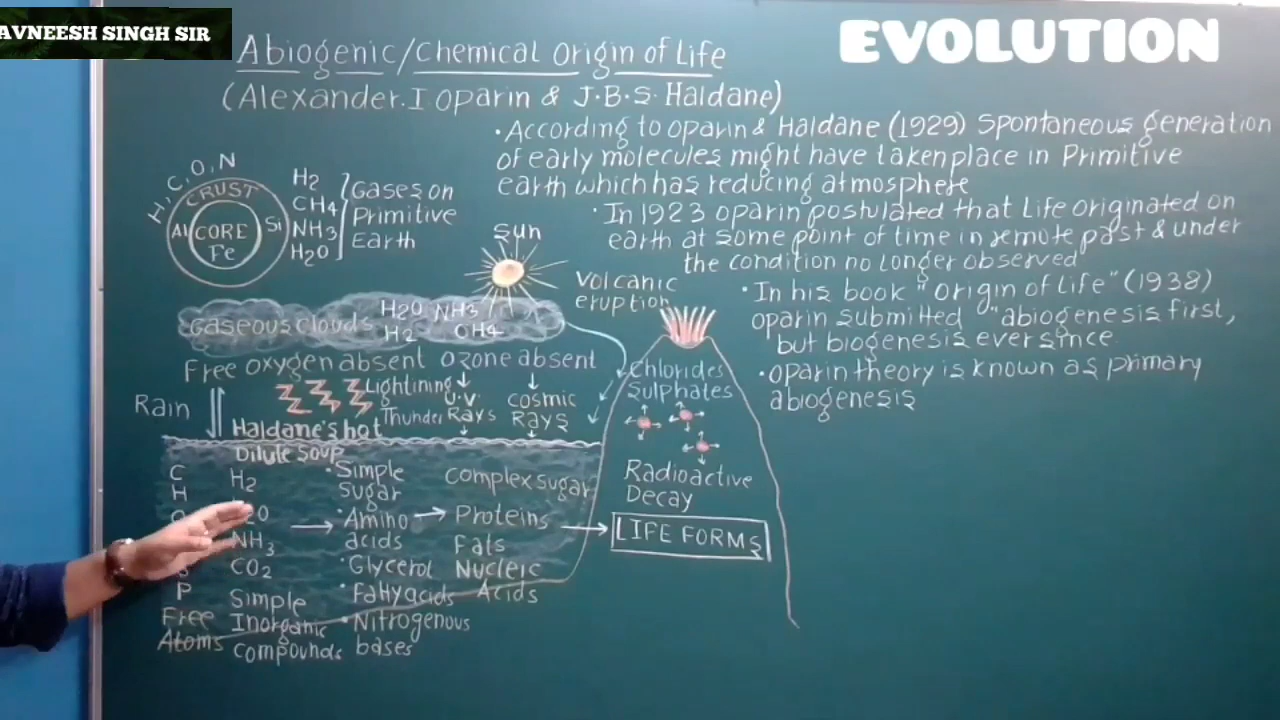 AVNEESH SINGH SIR
EVOLUTION
Abiogenic/Chemical Origin of Life
(Alexander.I oparin & J.B.S. Haldane)
• According to oparin & Haldane (1929) Spontaneous generation
of early molecules might have taken place in Primitive
earth which has reducing atmosphere
• In 1923 oparin postulated that Life originated on
earth at some point of time in remote past & under
the condition no longer observed
• In his book "origin of life" (1938)
oparin submitted "abiogenesis first,
but biogenesis ever since
• oparin theory is known as primary
abiogenesis
H, C, O, N
CRUST
Al
CORE
Si
Fe
H2
CH4
NH3
H2O
Gases on
Primitive
Earth
Sun
Gaseous clouds
H2O NH3
H2 CH4
Free oxygen absent ozone absent
Rain
Lightining
Thunder
U.V.
Rays
cosmic
Rays
volcanic
eruption
Chlorides
Sulphates
Radioactive
Decay
LIFE FORMS
Haldane's hot
Dilute Soup
C
H
P
Free
Atoms
H2
NH3
CO2
Simple
Inorganic
compounds
• Simple
sugar
• Amino
acids
• Glycerol
• Fattyacids
• Nitrogenous
bases
complex sugar
Proteins
Fats
Nucleic
Acids